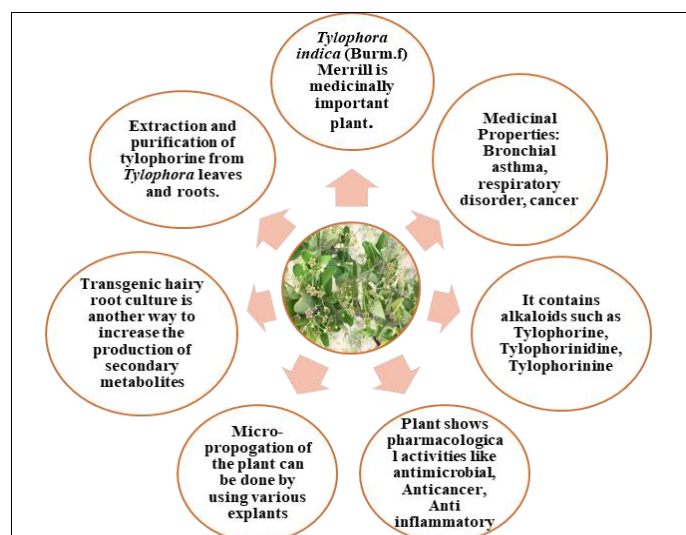 Tylophora
indica (Burm.f)
Merrill is
medicinally
important
plant.
Medicinal
Properties:
Bronchial
asthma,
respiratory
disorder, cancer
It contains
alkaloids such as
Tylophorine,
Tylophorinidine,
Tylophorinine
Plant shows
pharmacologica
l activities like
antimicrobial,
Anticancer,
Anti
inflammatory
Micro-
propogation of
the plant can
be done by
using various
explants
Transgenic hairy
root culture is
another way to
increase the
production of
secondary
metabolites
Extraction and
purification of
tylophorine from
Tylophora leaves
and roots.